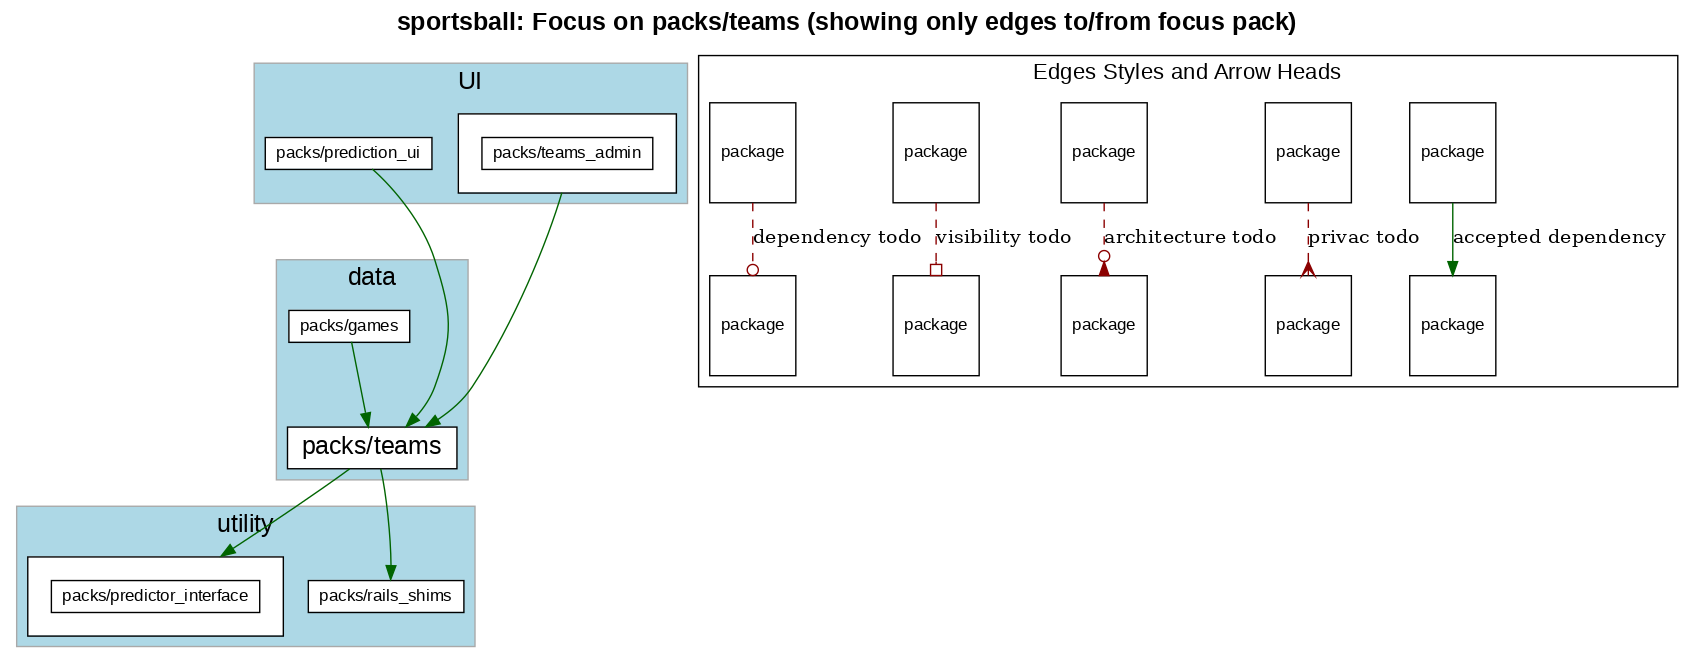 sportsball: Focus on packs/teams (showing only edges to/from focus pack)
UI
packs/prediction_ui
packs/teams_admin
data
packs/games
packs/teams
utility
packs/predictor_interface
packs/rails_shims
Edges Styles and Arrow Heads
package
package
package
package
package
dependency todo
visibility todo
architecture todo
privac todo
accepted dependency
package
package
package
package
package